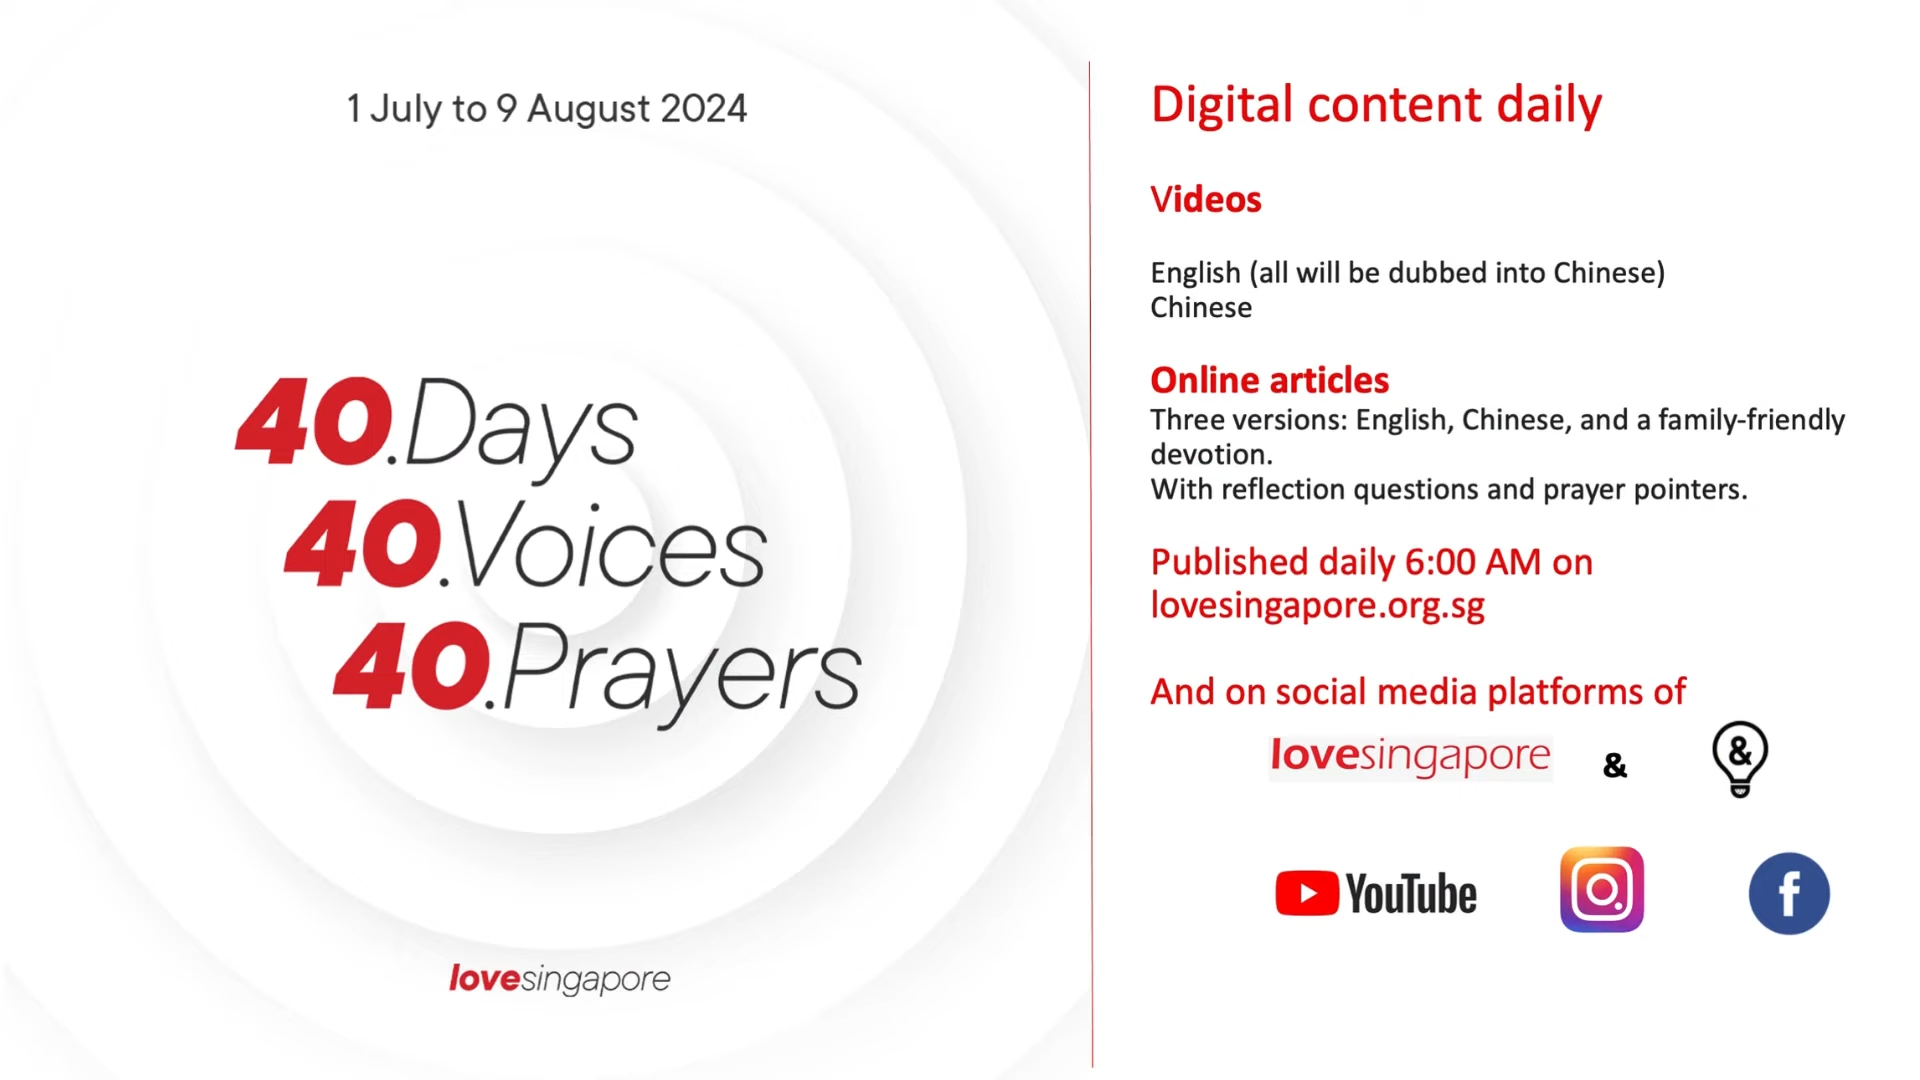 1 July to 9 August 2024
40.Days
40.Voices
40.Prayers
lovesingapore
Digital content daily
Videos
English (all will be dubbed into Chinese)
Chinese
Online articles
Three versions: English, Chinese, and a family-friendly
devotion.
With reflection questions and prayer pointers.
Published daily 6:00 AM on
lovesingapore.org.sg
And on social media platforms of
lovesingapore & &
YouTube f